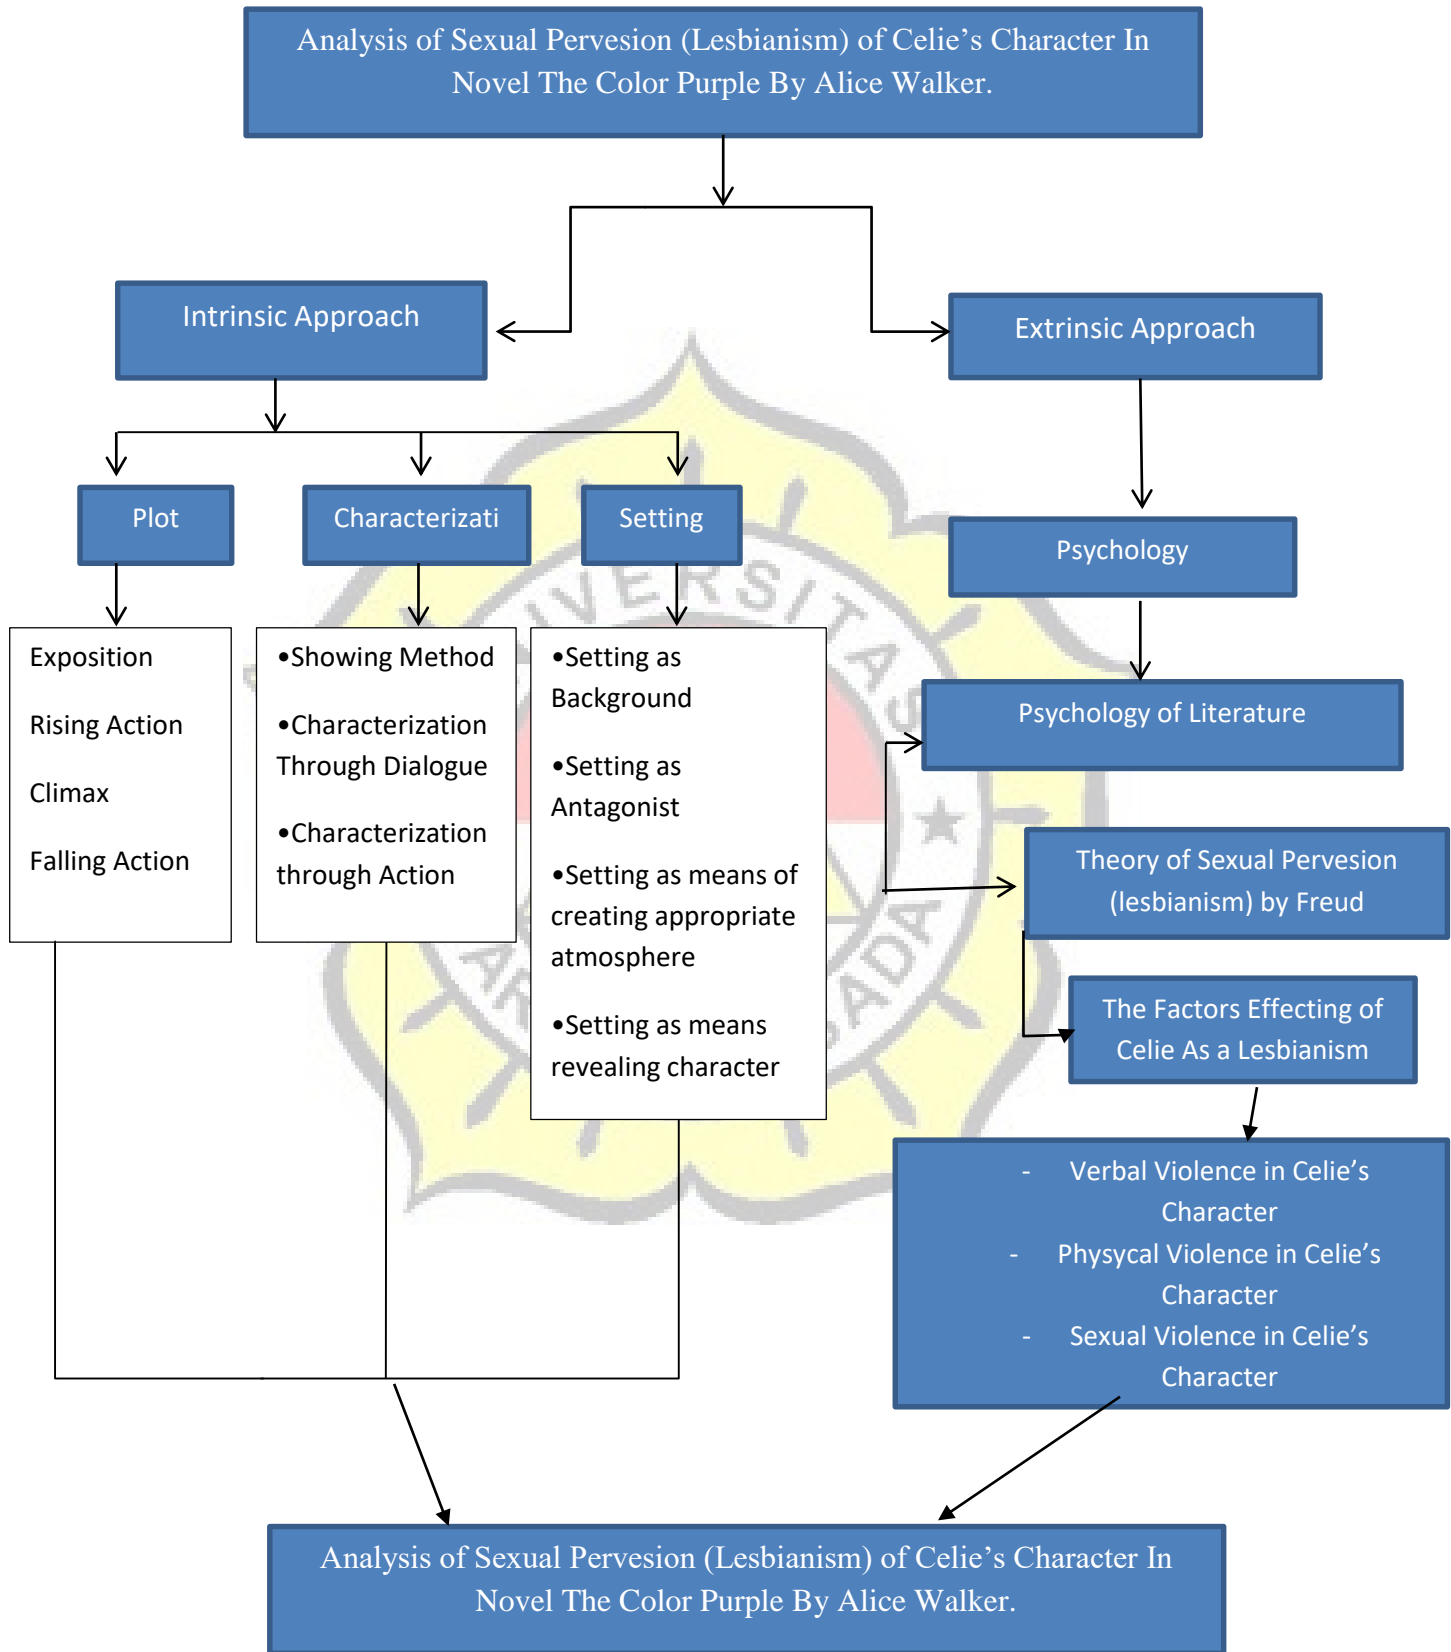 Analysis of Sexual Pervesion (Lesbianism) of Celie’s Character In
Novel The Color Purple By Alice Walker.
Intrinsic Approach
Extrinsic Approach
Plot
Characterizati
Setting
Psychology
Exposition
Rising Action
Climax
Falling Action
•Showing Method
•Characterization
Through Dialogue
•Characterization
through Action
•Setting as
Background
•Setting as
Antagonist
•Setting as means of
creating appropriate
atmosphere
•Setting as means
revealing character
Psychology of Literature
Theory of Sexual Pervesion
(lesbianism) by Freud
The Factors Effecting of
Celie As a Lesbianism
- Verbal Violence in Celie’s
Character
- Physycal Violence in Celie’s
Character
- Sexual Violence in Celie’s
Character
Analysis of Sexual Pervesion (Lesbianism) of Celie’s Character In
Novel The Color Purple By Alice Walker.